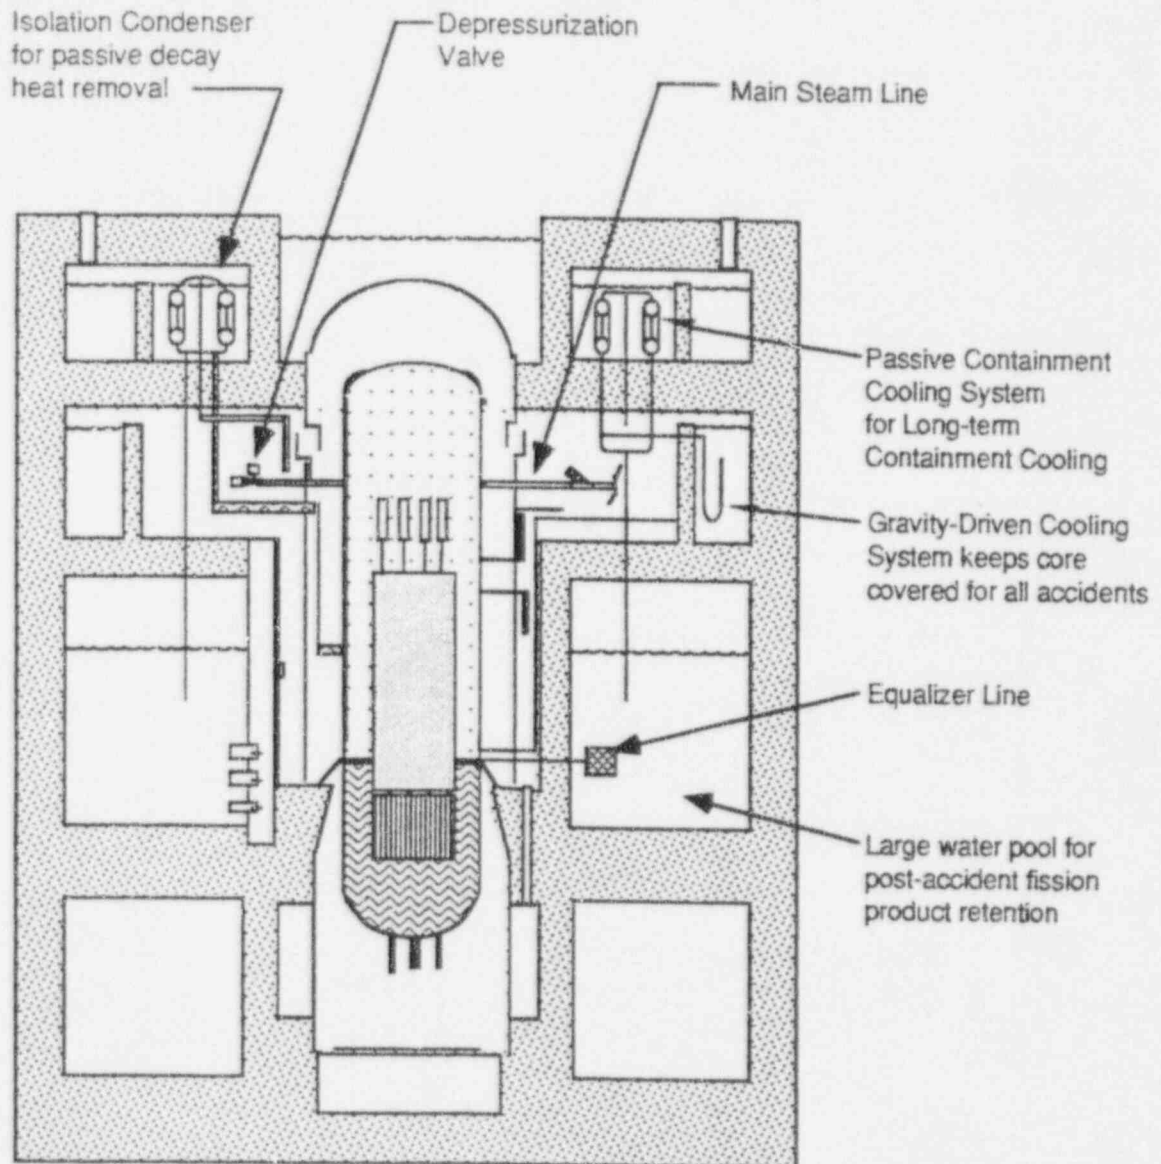 Isolation Condenser
for passive decay
heat removal
Depressurization
Valve
Main Steam Line
Passive Containment
Cooling System
for Long-term
Containment Cooling
Gravity-Driven Cooling
System keeps core
covered for all accidents
Equalizer Line
Large water pool for
post-accident fission
product retention